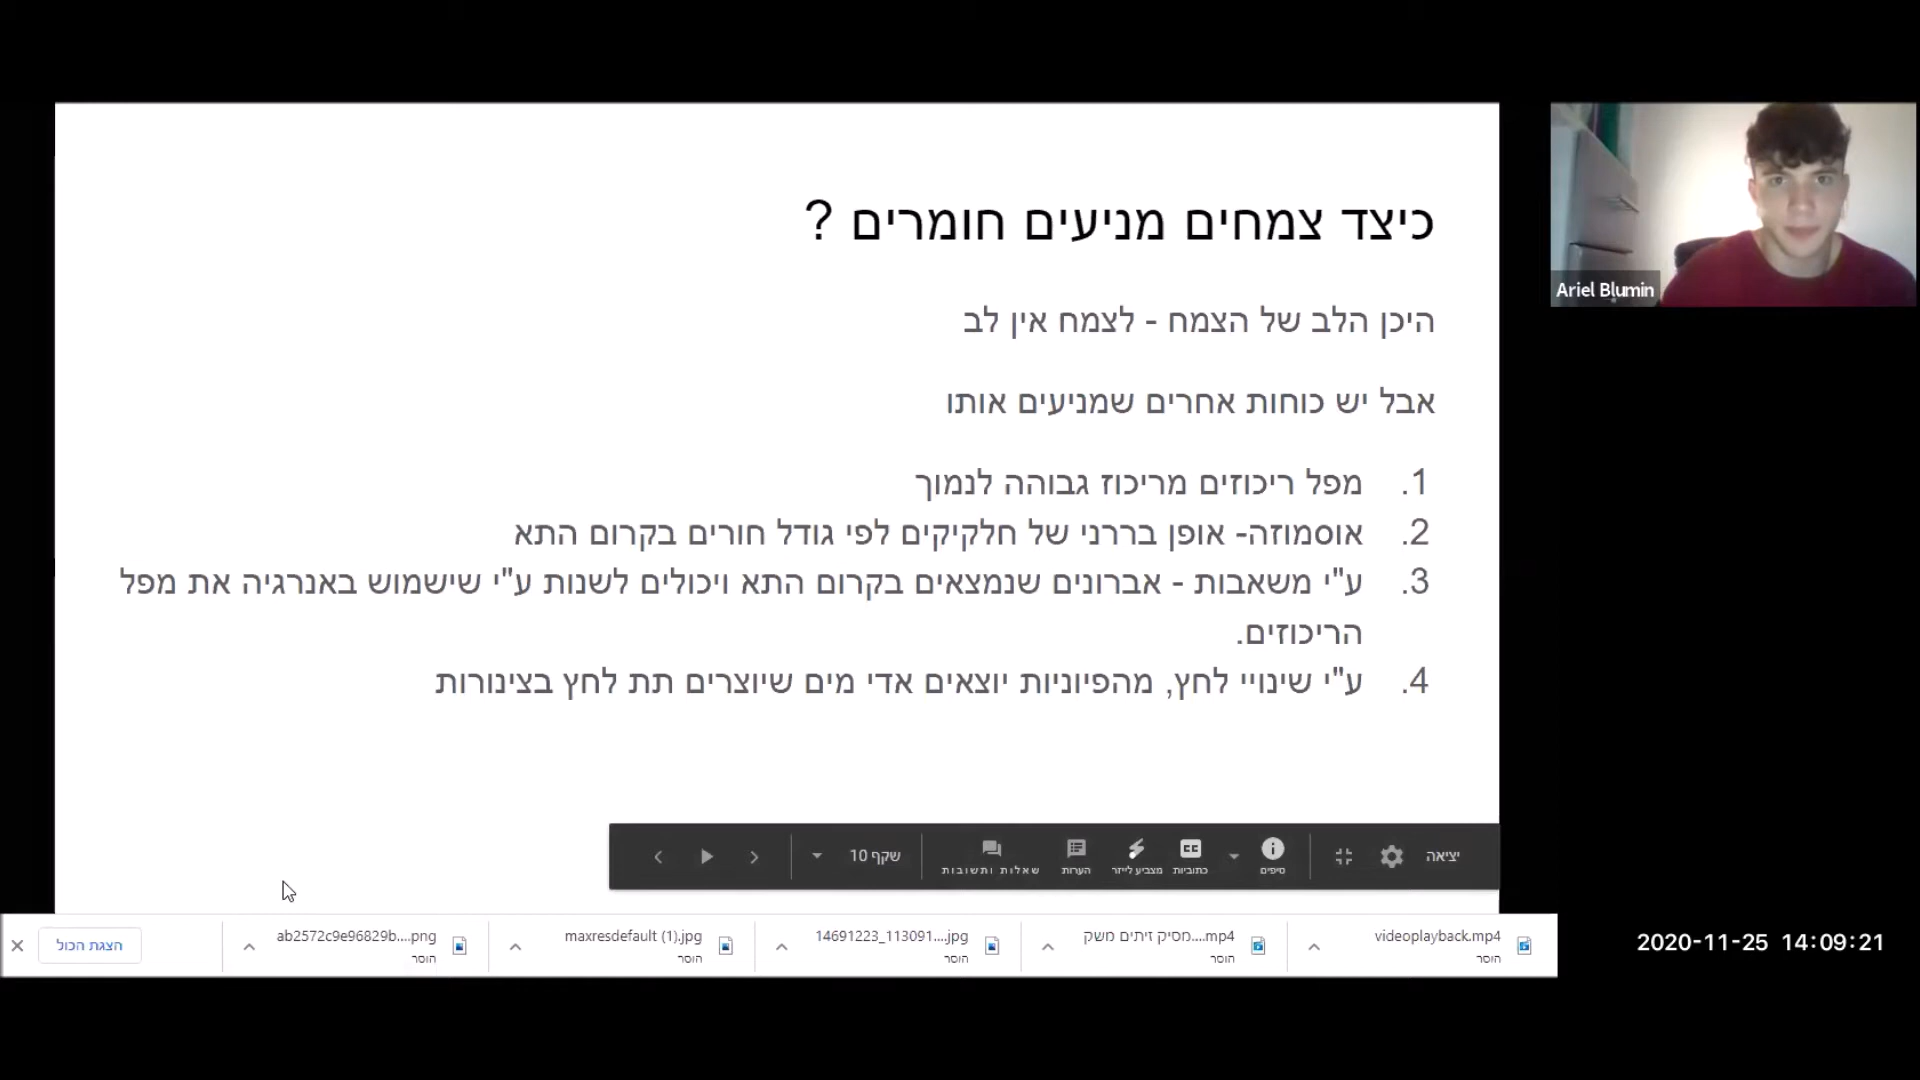 כיצד צמחים מניעים חומרים ?
Ariel Blumin
היכן הלב של הצמח - לצמח אין לב
אבל יש כוחות אחרים שמניעים אותו
1. מפל ריכוזים מריכוז גבוהה לנמוך
2. אוסמוזה- אופן בררני של חלקיקים לפי גודל חורים בקרום התא
3. ע"י משאבות - אברונים שנמצאים בקרום התא ויכולים לשנות ע"י שישמוש באנרגיה את מפל
הריכוזים.
4. ע"י שינויי לחץ, מהפיוניות יוצאים אדי מים שיוצרים תת לחץ בצינורות
יציאה
טיפים
כתוביות
מצביע לייזר
הערות
שאלות ותשובות
שקף 10
videoplayback.mp4
הוסר
מסיק זיתים משק....mp4
הוסר
14691223_113091....jpg
הוסר
maxresdefault (1).jpg
הוסר
ab2572c9e96829b....png
הוסר
הצגת הכול
2020-11-25 14:09:21